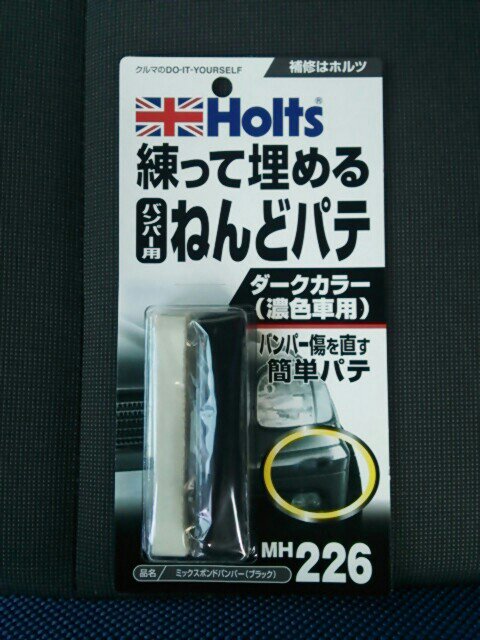 クルマのDO-IT-YOURSELF
補修はホルツ
Holts®
練って埋める
バンパー用
ねんどパテ
ダークカラー
(濃色車用)
バンパー傷を直す
簡単パテ
MH226
品名
ミックスボンドバンパー(ブラック)